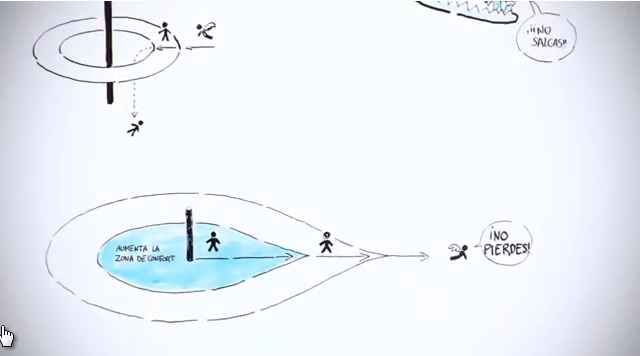 ¡¡NO
SALGAS!!
AUMENTA LA
ZONA DE CONFORT
¡NO
PIERDES!